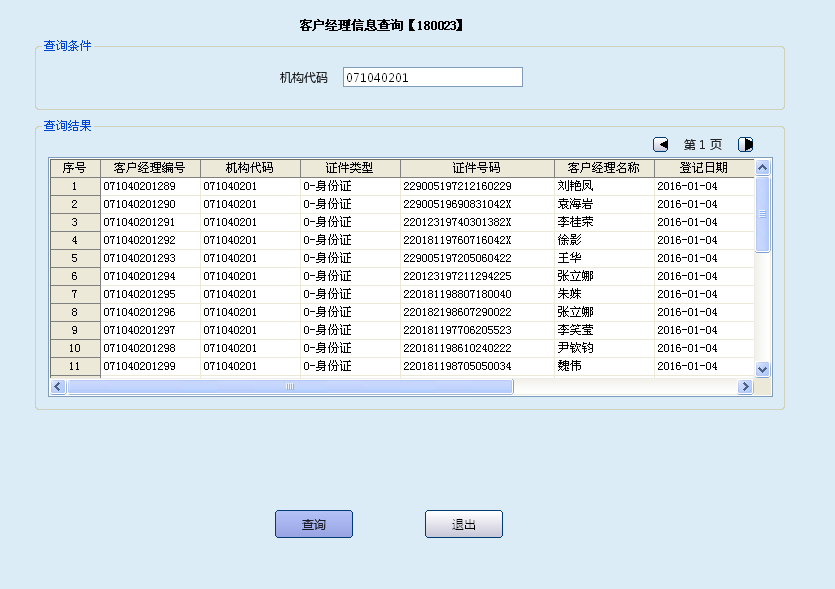 客户经理信息查询【180023】
查询条件
机构代码 071040201
查询结果
第 1 页
序号 客户经理编号 机构代码 证件类型 证件号码 客户经理名称 登记日期
1 071040201289 071040201 0-身份证 229005197212160229 刘艳凤 2016-01-04
2 071040201290 071040201 0-身份证 22900519690831042X 袁海岩 2016-01-04
3 071040201291 071040201 0-身份证 22012319740301382X 李桂荣 2016-01-04
4 071040201292 071040201 0-身份证 22018119760716042X 徐影 2016-01-04
5 071040201293 071040201 0-身份证 229005197205060422 王华 2016-01-04
6 071040201294 071040201 0-身份证 220123197211294225 张立娜 2016-01-04
7 071040201295 071040201 0-身份证 220181198807180040 朱姝 2016-01-04
8 071040201296 071040201 0-身份证 220182198607290022 张立娜 2016-01-04
9 071040201297 071040201 0-身份证 220181197706205523 李笑莹 2016-01-04
10 071040201298 071040201 0-身份证 220181198610240222 尹钦钧 2016-01-04
11 071040201299 071040201 0-身份证 220181198705050034 魏伟 2016-01-04
查询 退出